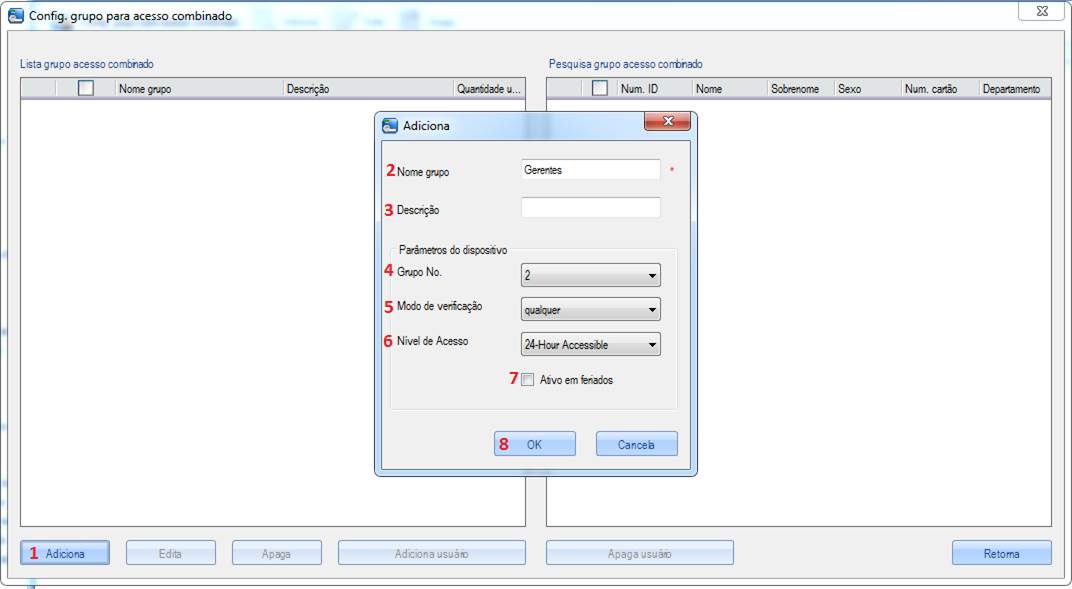 Config. grupo para acesso combinado
Lista grupo acesso combinado
Pesquisa grupo acesso combinado
Nome grupo Descrição Quantidade u...
Num. ID Nome Sobrenome Sexo Num. cartão Departamento
Adiciona
2 Nome grupo Gerentes *
3 Descrição
Parâmetros do dispositivo
4 Grupo No. 2
5 Modo de verificação qualquer
6 Nível de Acesso 24-Hour Accessible
7 Ativo em feriados
8 OK Cancela
1 Adiciona Edita Apaga Adiciona usuário Apaga usuário Retorna